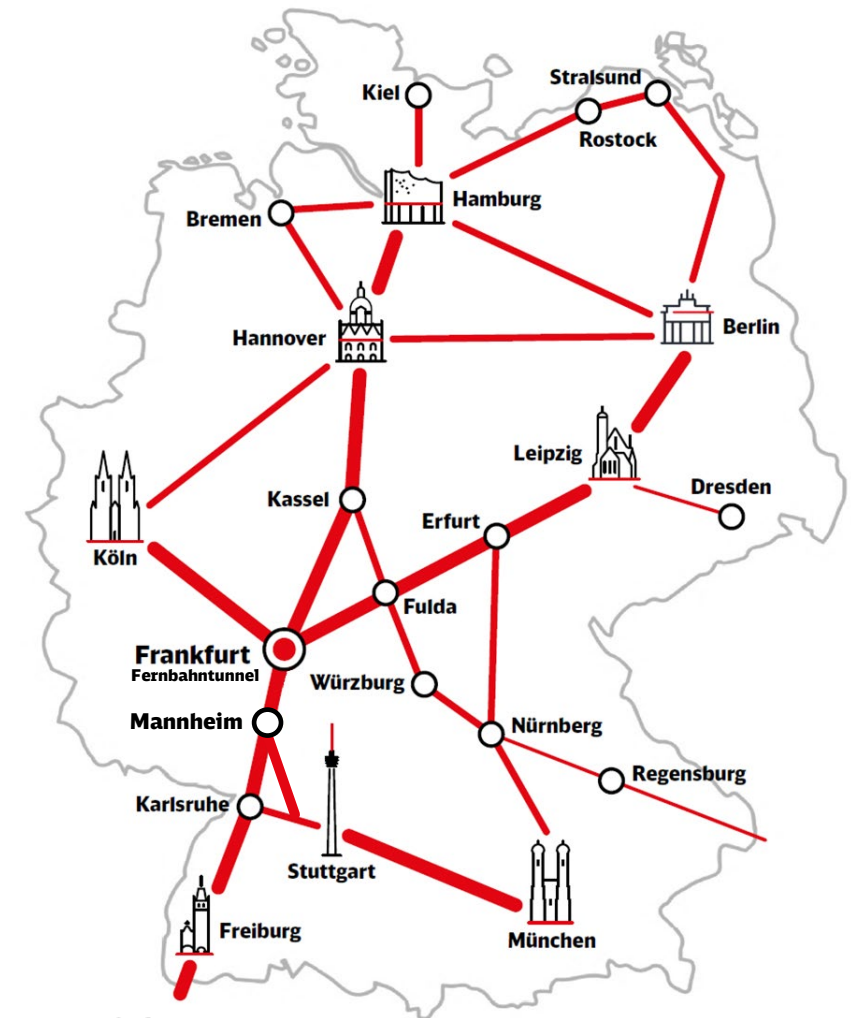 Stralsund
Kiel
Rostock
Hamburg
Bremen
Berlin
Hannover
Leipzig
Dresden
Kassel
Erfurt
Köln
Fulda
Frankfurt
Fernbahntunnel
Würzburg
Mannheim
Nürnberg
Regensburg
Karlsruhe
Stuttgart
Freiburg
München